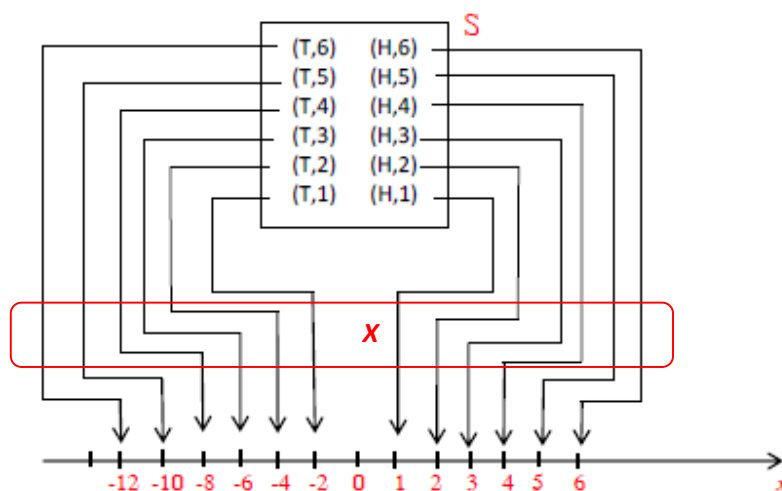 S
(T,6) (H,6)
(T,5) (H,5)
(T,4) (H,4)
(T,3) (H,3)
(T,2) (H,2)
(T,1) (H,1)
X
-12 -10 -8 -6 -4 -2 0 1 2 3 4 5 6